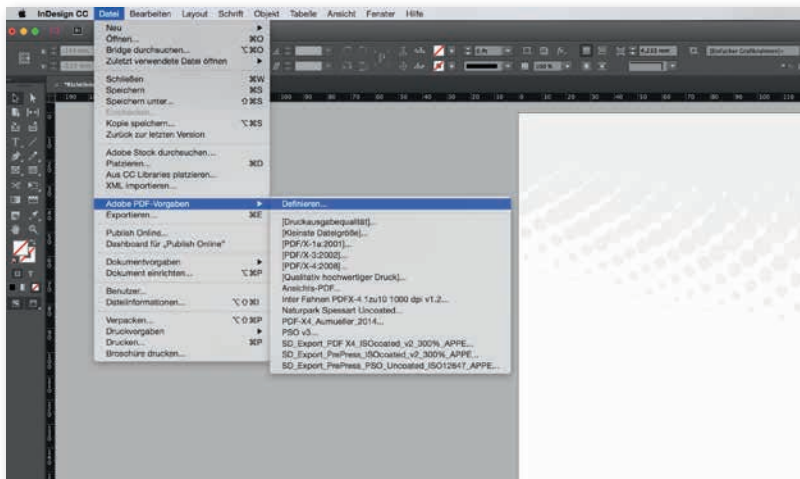 InDesign CC Datei Bearbeiten Layout Schrift Objekt Tabelle Ansicht Fenster Hilfe
Neu
Öffnen... ⌘O
Bridge durchsuchen... ⌥⌘O
Zuletzt verwendete Datei öffnen
Schließen ⌘W
Speichern ⌘S
Speichern unter... ⇧⌘S
Kopie speichern... ⌥⌘S
Zurück zur letzten Version
Adobe Stock durchsuchen...
Platzieren... ⌘D
Aus CC Libraries platzieren...
XML importieren...
Adobe PDF-Vorgaben
Exportieren... ⌘E
Publish Online...
Dashboard für „Publish Online“
Dokumentvorgaben
Dokument einrichten... ⌥⌘P
Benutzer...
Dateiinformationen... ⌥⇧⌘I
Verpacken... ⌥⇧⌘P
Druckvorgaben
Drucken... ⌘P
Broschüre drucken...
Definieren...
[Druckausgabequalität]...
[Kleinste Dateigröße]...
[PDF/X-1a:2001]...
[PDF/X-3:2002]...
[PDF/X-4:2008]...
[Qualitativ hochwertiger Druck]...
Ansichts-PDF...
Inter Fahnen PDFX-4 1zu10 1000 dpi v1.2...
Naturpark Spessart Uncoated...
PDF-X4_Aumueller_2014...
PSO v3...
SD_Export_PDF X4_ISOcoated_v2_300%_APPE...
SD_Export_PrePress_ISOcoated_v2_300%_APPE...
SD_Export_PrePress_PSO_Uncoated_ISO12647_APPE...